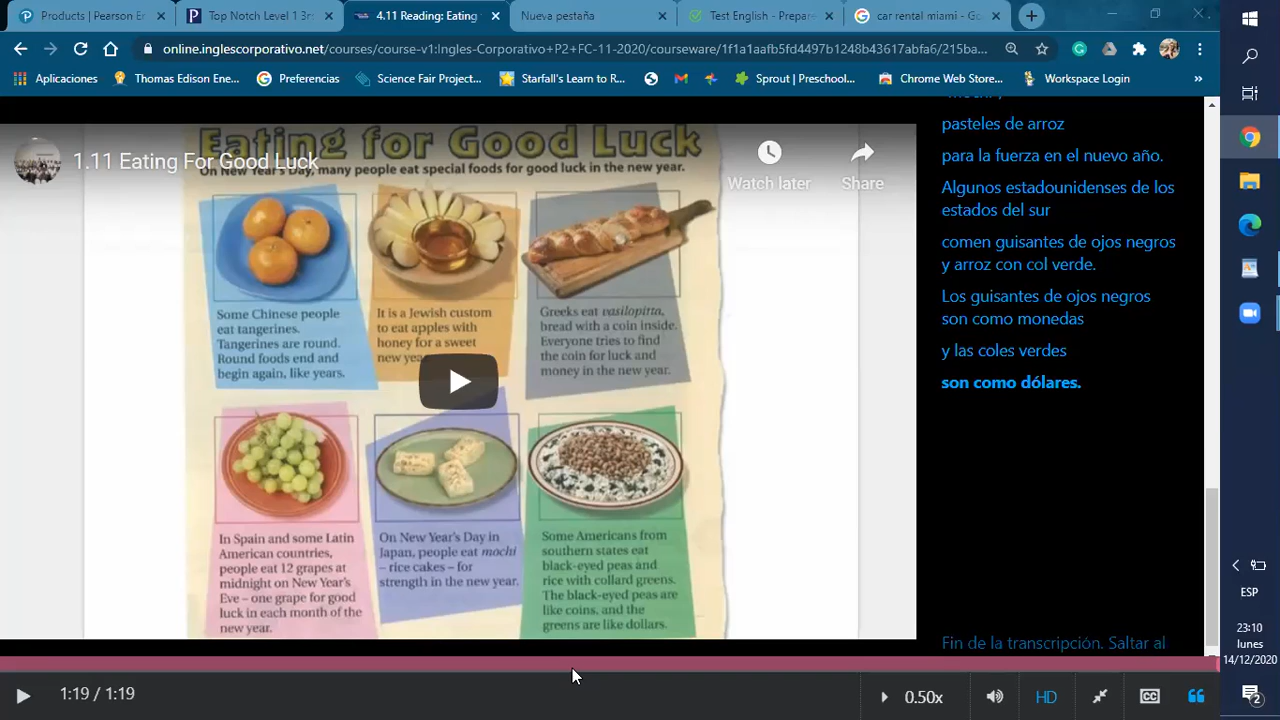 Products | Pearson En
Top Notch Level 1 3r
4.11 Reading: Eating
Nueva pestaña
Test English - Prepare
car rental miami - Go
online.inglescorporativo.net/courses/course-v1:Ingles-Corporativo+P2+FC-11-2020/courseware/1f1a1aafb5fd4497b1248b43617abfa6/215ba...
Aplicaciones
Thomas Edison Ene...
Preferencias
Science Fair Project...
Starfall's Learn to R...
Sprout | Preschool...
Chrome Web Store...
Workspace Login
»
Eating for Good Luck
1.11 Eating For Good Luck
Watch later
Share
On New Year's Day, many people eat special foods for good luck in the new year.
Some Chinese people
eat tangerines.
Tangerines are round.
Round foods end and
begin again, like years.
It is a Jewish custom
to eat apples with
honey for a sweet
new
Greeks eat vasilopitta,
bread with a coin inside.
Everyone tries to find
the coin for luck and
money in the new year.
In Spain and some Latin
American countries,
people eat 12 grapes at
midnight on New Year's
Eve – one grape for good
luck in each month of the
new year.
On New Year's Day in
Japan, people eat mochi
– rice cakes – for
strength in the new year.
Some Americans from
southern states eat
black-eyed peas and
rice with collard greens.
The black-eyed peas are
like coins, and the
greens are like dollars.
pasteles de arroz
para la fuerza en el nuevo año.
Algunos estadounidenses de los
estados del sur
comen guisantes de ojos negros
y arroz con col verde.
Los guisantes de ojos negros
son como monedas
y las coles verdes
son como dólares.
Fin de la transcripción. Saltar al
1:19 / 1:19
0.50x
HD
CC
ESP
23:10
lunes
14/12/2020
2